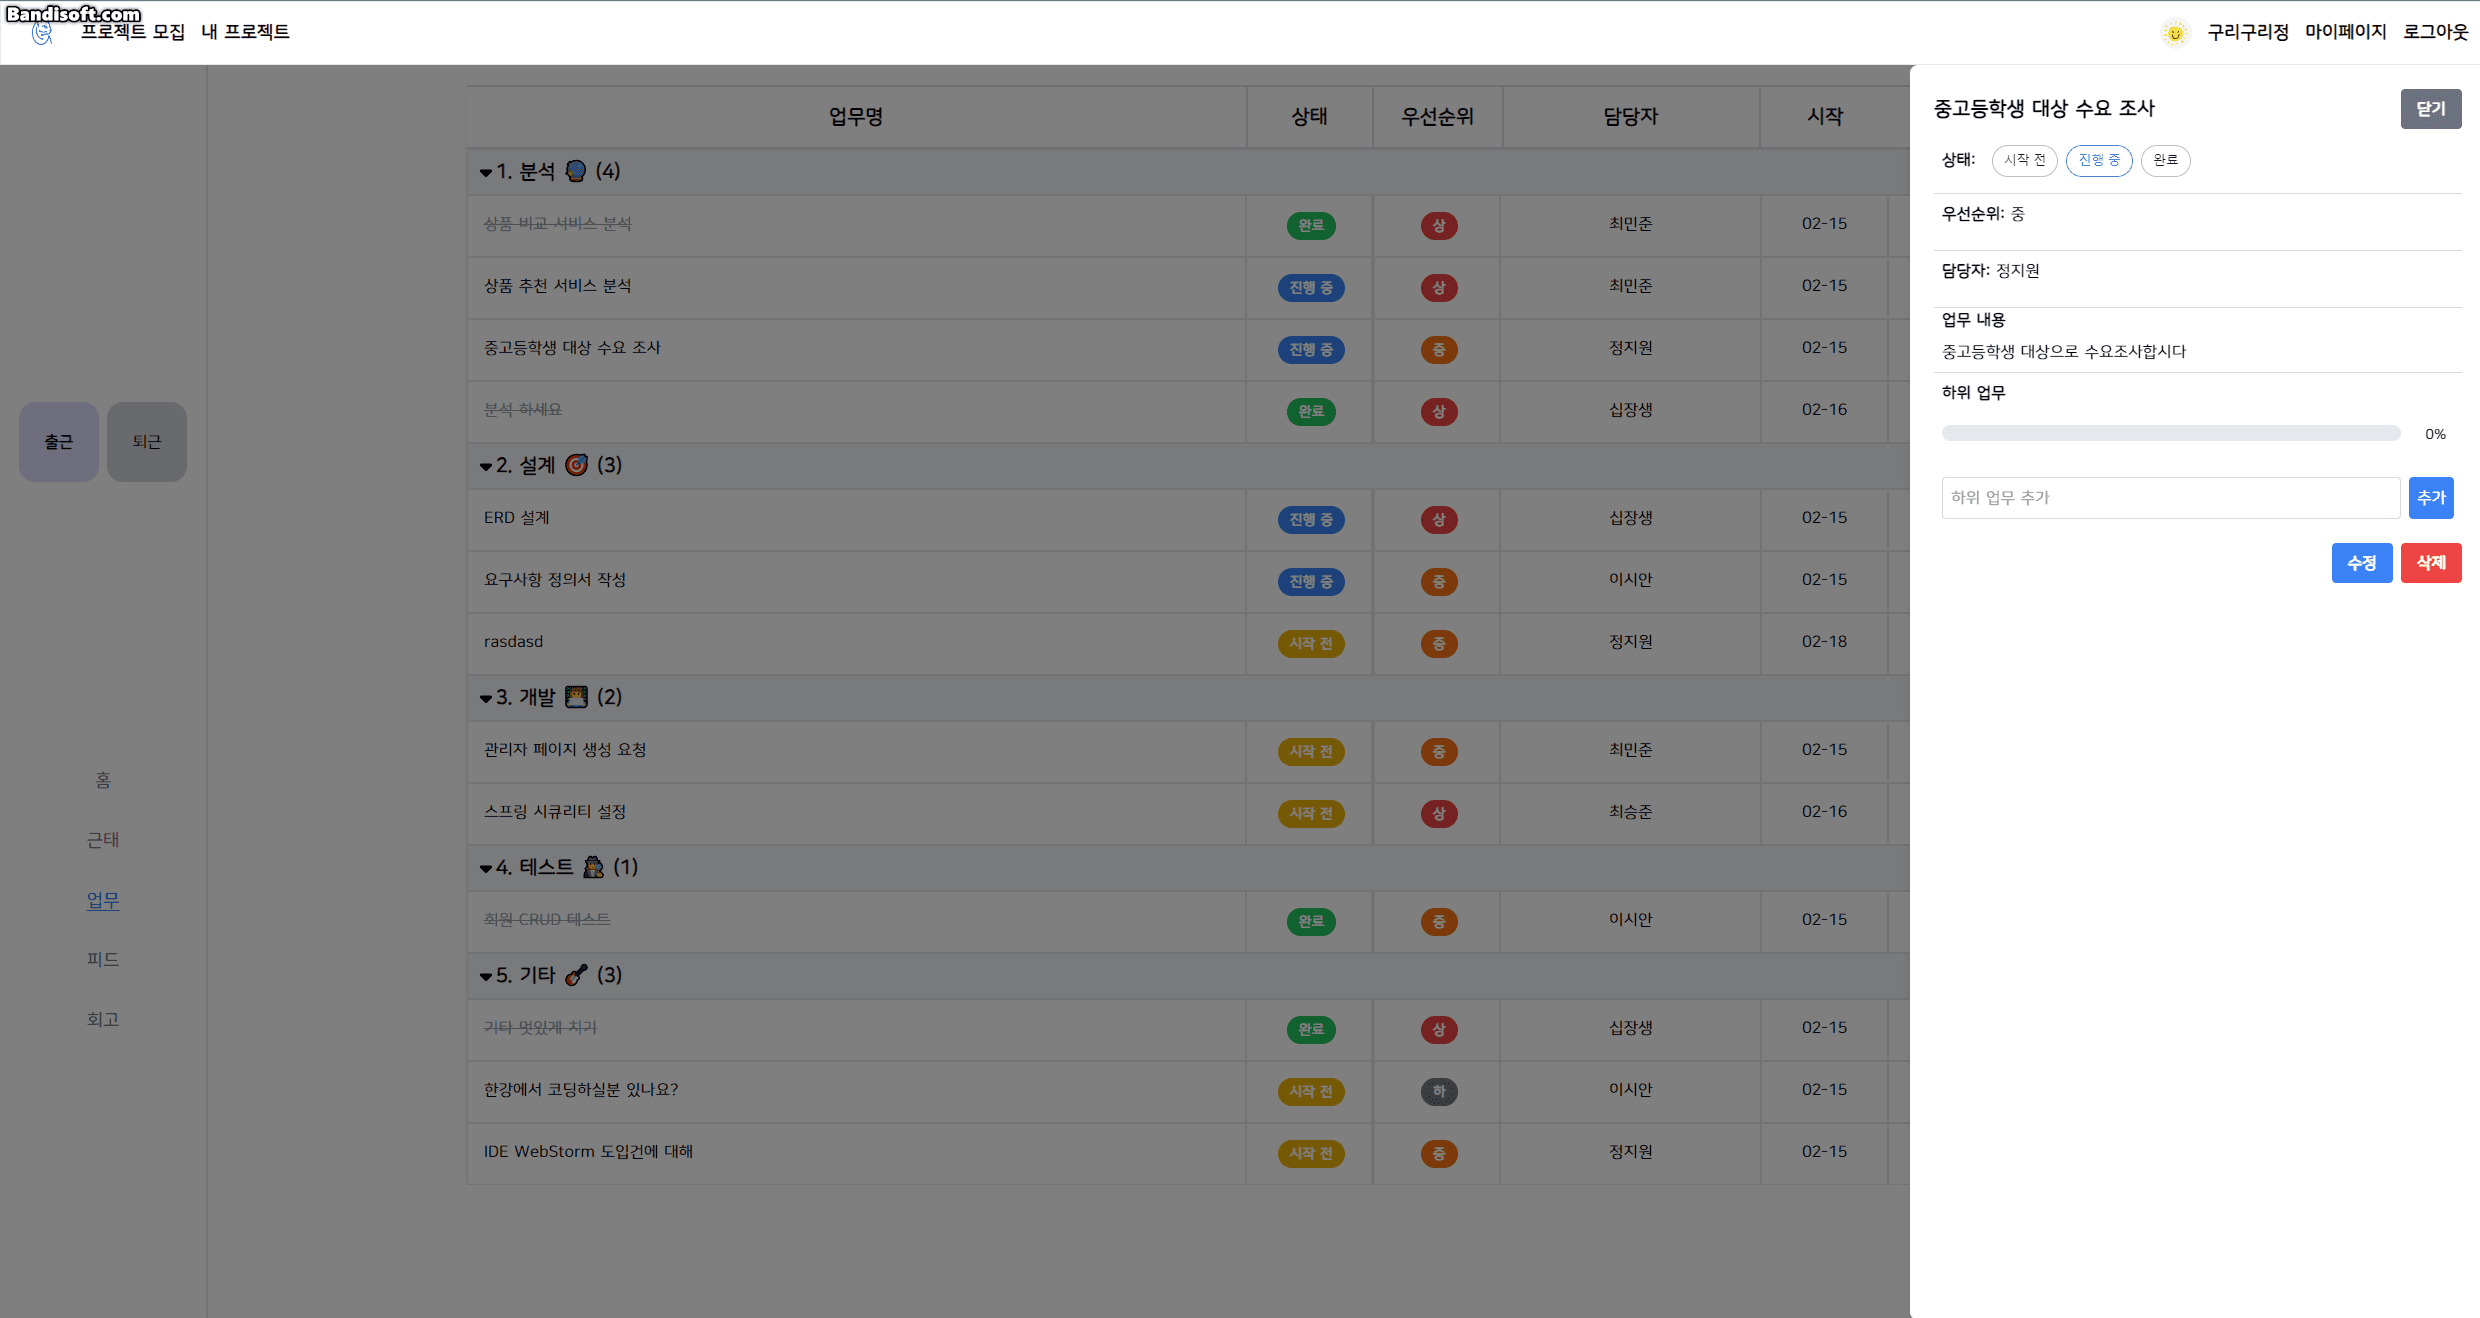 Bandisoft.com
프로젝트 모집 내 프로젝트
구리구리정 마이페이지 로그아웃
출근 퇴근
홈
근태
업무
피드
회고
업무명 상태 우선순위 담당자 시작
1. 분석 (4)
상품 비교 서비스 분석 완료 상 최민준 02-15
상품 추천 서비스 분석 진행 중 상 최민준 02-15
중고등학생 대상 수요 조사 진행 중 중 정지원 02-15
분석 하세요 완료 상 십장생 02-16
2. 설계 (3)
ERD 설계 진행 중 상 십장생 02-15
요구사항 정의서 작성 진행 중 중 이시안 02-15
rasdasd 시작 전 중 정지원 02-18
3. 개발 (2)
관리자 페이지 생성 요청 시작 전 중 최민준 02-15
스프링 시큐리티 설정 시작 전 상 최승준 02-16
4. 테스트 (1)
회원 CRUD 테스트 완료 중 이시안 02-15
5. 기타 (3)
기타 멋있게 치기 완료 상 십장생 02-15
한강에서 코딩하실분 있나요? 시작 전 하 이시안 02-15
IDE WebStorm 도입건에 대해 시작 전 중 정지원 02-15
중고등학생 대상 수요 조사 닫기
상태: 시작 전 진행 중 완료
우선순위: 중
담당자: 정지원
업무 내용
중고등학생 대상으로 수요조사합시다
하위 업무
0%
하위 업무 추가 추가
수정 삭제